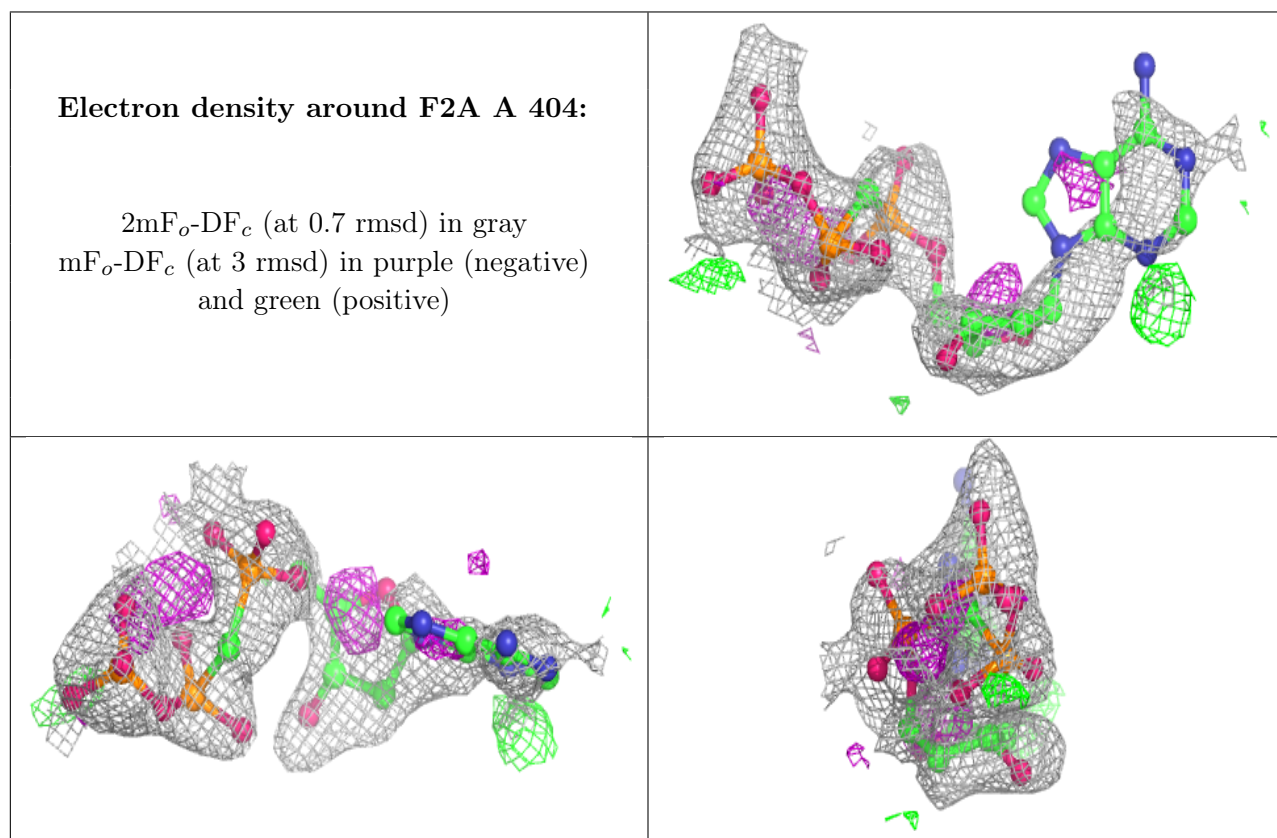 Electron density around F2A A 404:
2mFo-DFc (at 0.7 rmsd) in gray
mFo-DFc (at 3 rmsd) in purple (negative)
and green (positive)